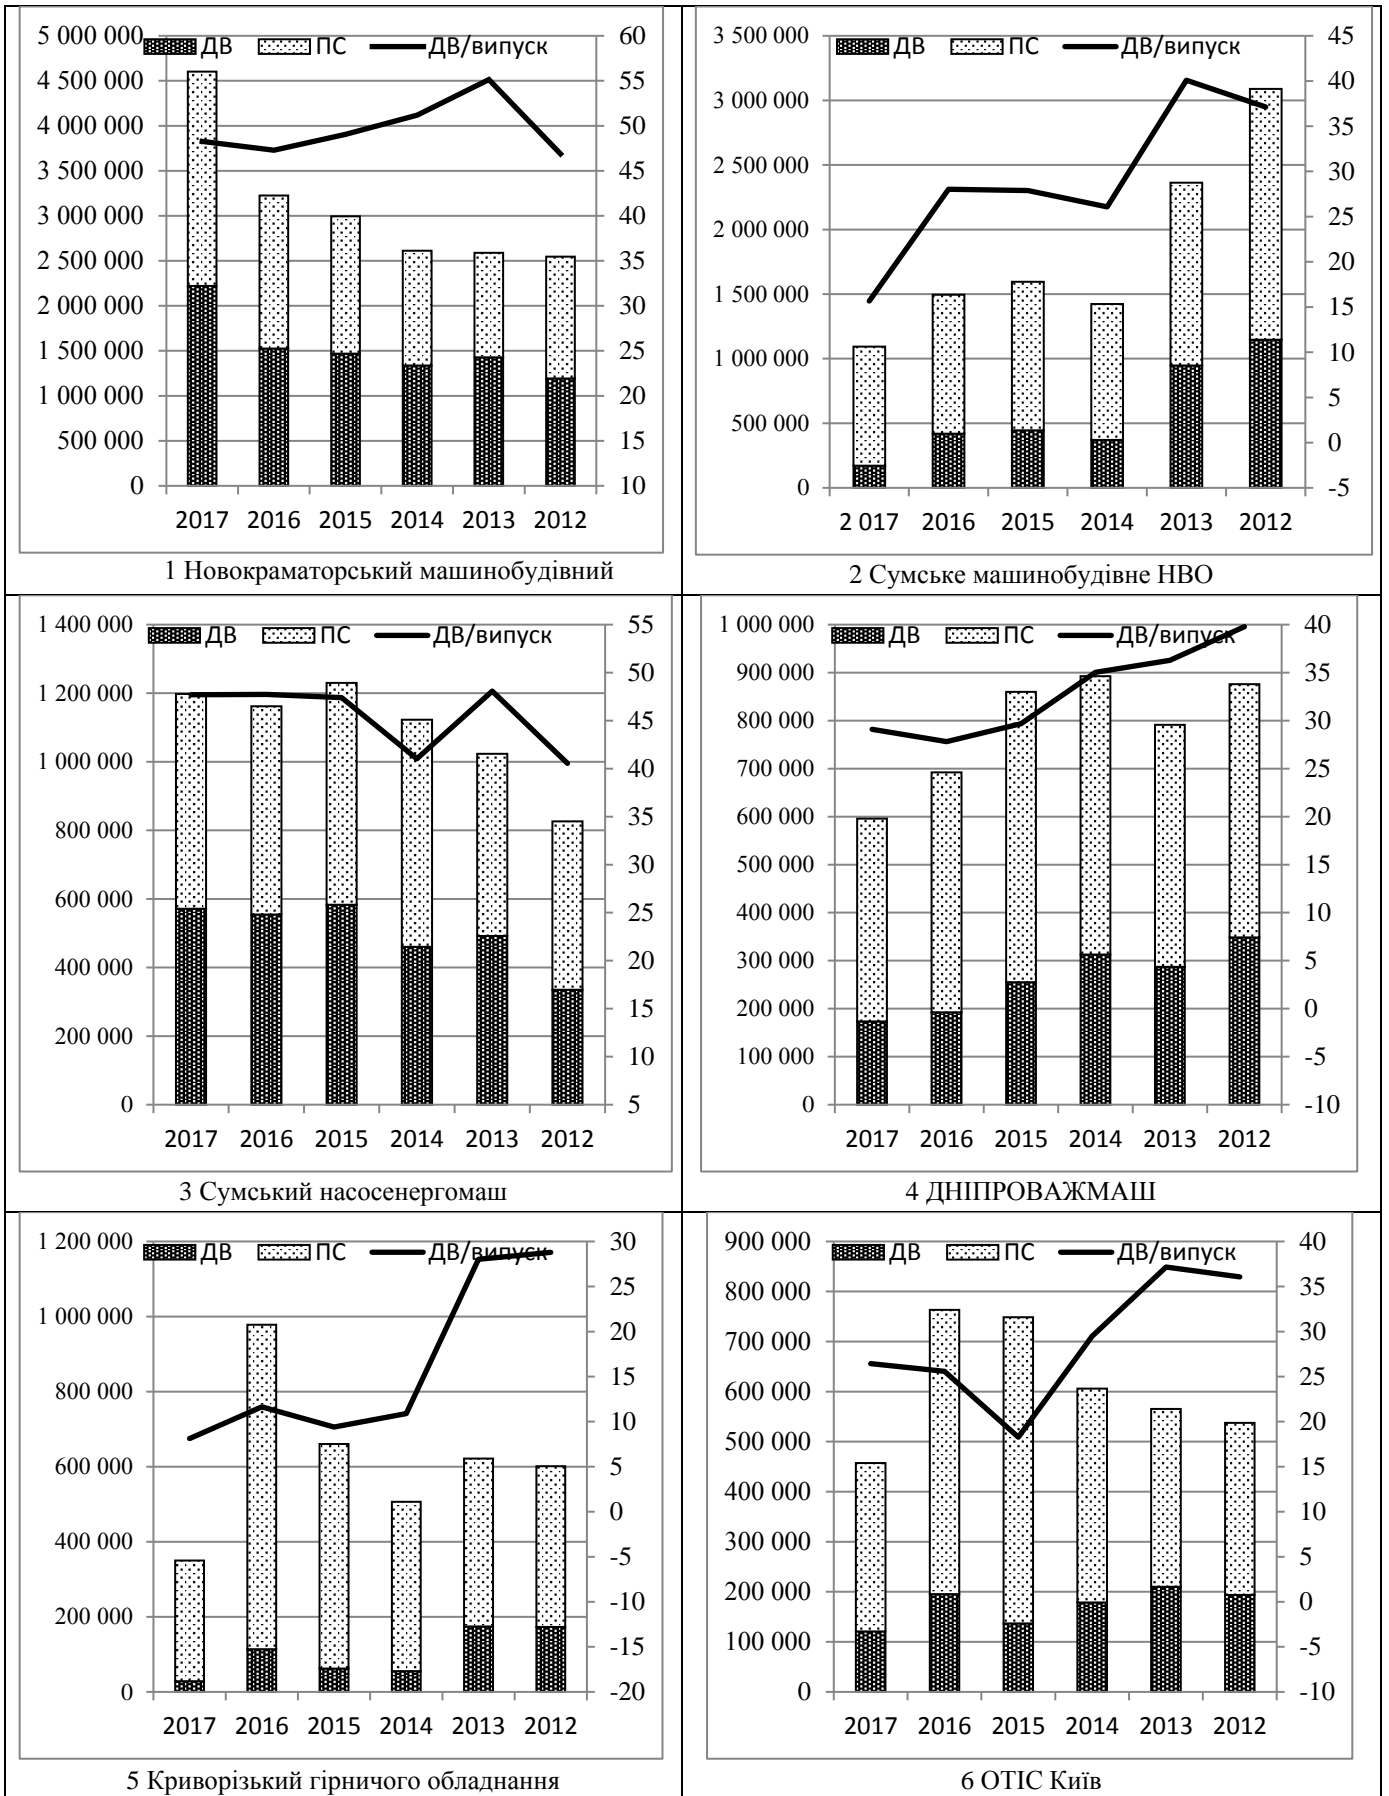 ДВ ПС ДВ/випуск
5 000 000
4 500 000
4 000 000
3 500 000
3 000 000
2 500 000
2 000 000
1 500 000
1 000 000
500 000
0
60
55
50
45
40
35
30
25
20
15
10
2017 2016 2015 2014 2013 2012
1 Новокраматорський машинобудівний
ДВ ПС ДВ/випуск
3 500 000
3 000 000
2 500 000
2 000 000
1 500 000
1 000 000
500 000
0
45
40
35
30
25
20
15
10
5
0
-5
2 017 2016 2015 2014 2013 2012
2 Сумське машинобудівне НВО
ДВ ПС ДВ/випуск
1 400 000
1 200 000
1 000 000
800 000
600 000
400 000
200 000
0
55
50
45
40
35
30
25
20
15
10
5
2017 2016 2015 2014 2013 2012
3 Сумський насосенергомаш
ДВ ПС ДВ/випуск
1 000 000
900 000
800 000
700 000
600 000
500 000
400 000
300 000
200 000
100 000
0
40
35
30
25
20
15
10
5
0
-5
-10
2017 2016 2015 2014 2013 2012
4 ДНІПРОВАЖМАШ
ДВ ПС ДВ/випуск
1 200 000
1 000 000
800 000
600 000
400 000
200 000
0
30
25
20
15
10
5
0
-5
-10
-15
-20
2017 2016 2015 2014 2013 2012
5 Криворізький гірничого обладнання
ДВ ПС ДВ/випуск
900 000
800 000
700 000
600 000
500 000
400 000
300 000
200 000
100 000
0
40
35
30
25
20
15
10
5
0
-5
-10
2017 2016 2015 2014 2013 2012
6 ОТІС Київ